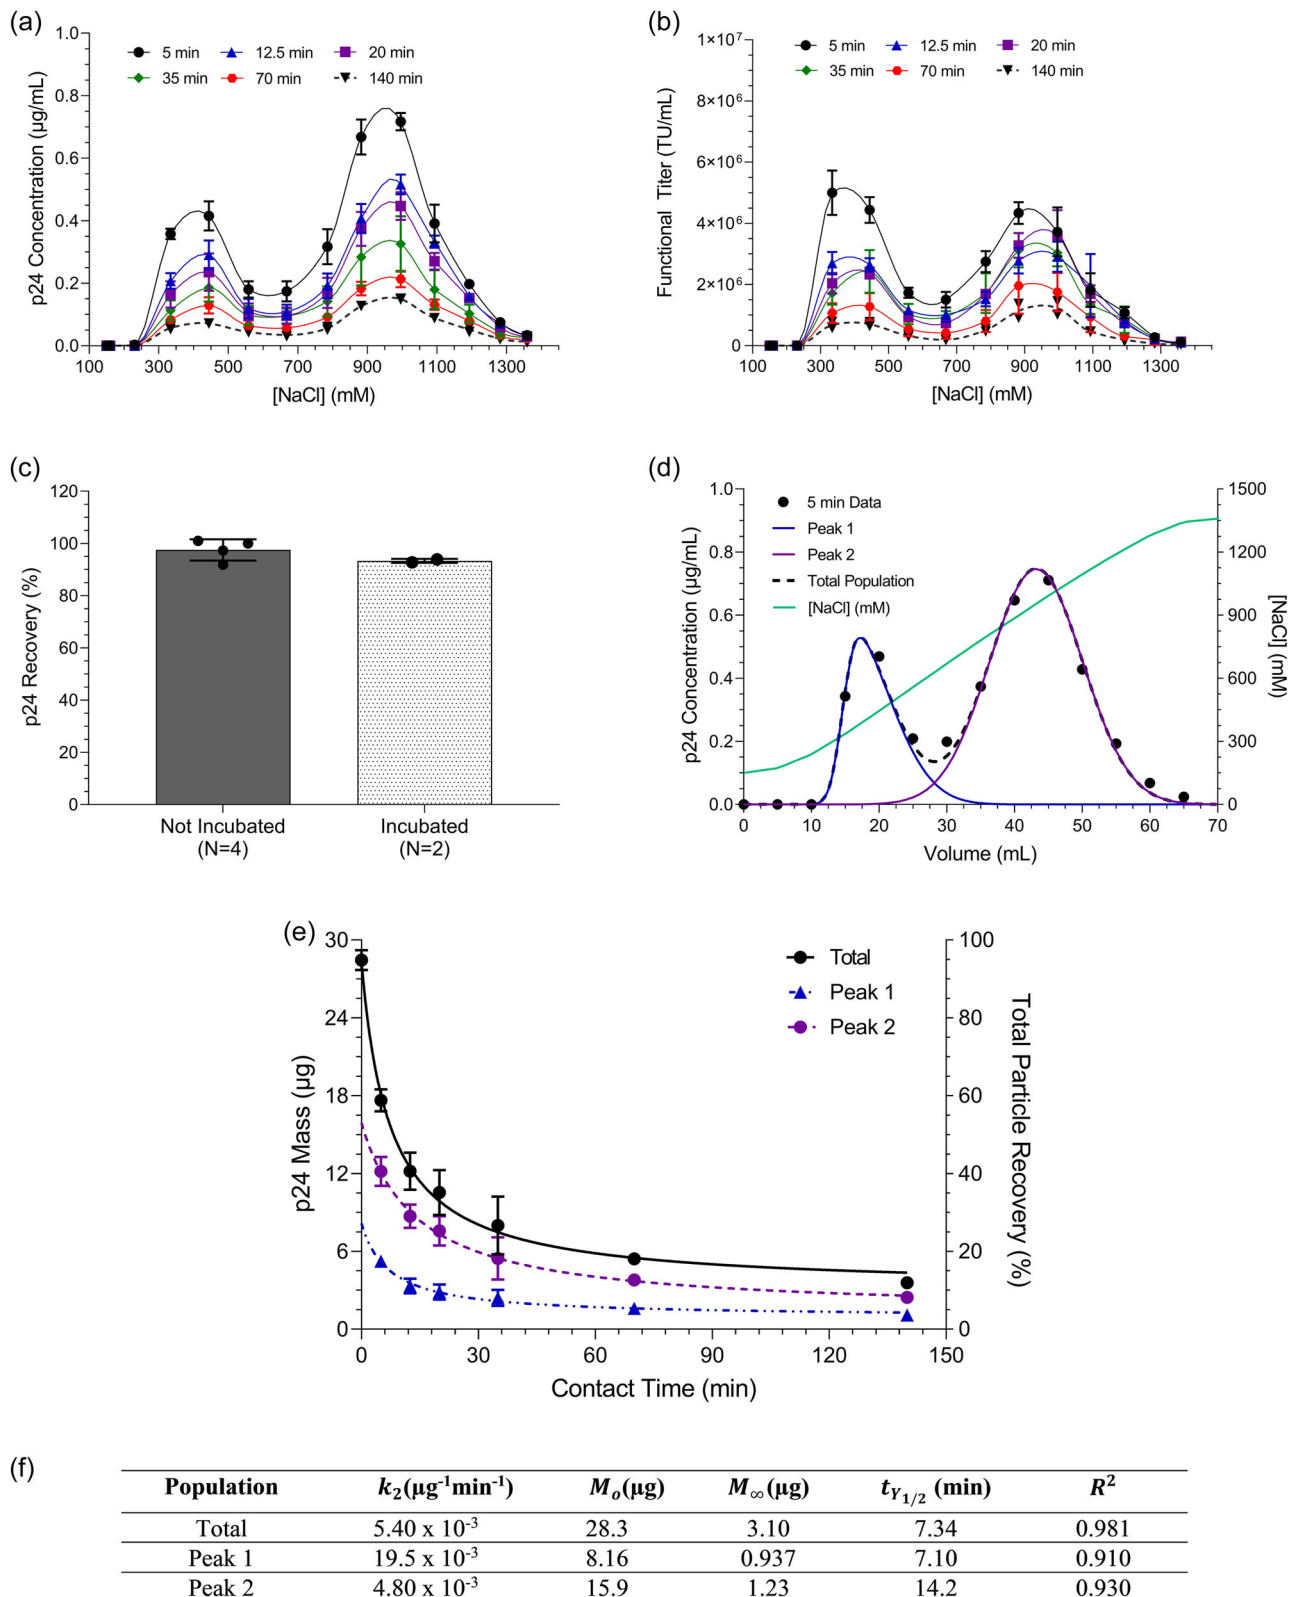 (a)
1.0
0.8
0.6
0.4
0.2
0.0
p24 Concentration (µg/mL)
5 min 12.5 min 20 min
35 min 70 min 140 min
100 300 500 700 900 1100 1300
[NaCl] (mM)
(b)
1×10⁷
8×10⁶
6×10⁶
4×10⁶
2×10⁶
0
Functional Titer (TU/mL)
5 min 12.5 min 20 min
35 min 70 min 140 min
100 300 500 700 900 1100 1300
[NaCl] (mM)
(c)
120
100
80
60
40
20
0
p24 Recovery (%)
Not Incubated
(N=4)
Incubated
(N=2)
(d)
1.0
0.8
0.6
0.4
0.2
0.0
p24 Concentration (µg/mL)
5 min Data
Peak 1
Peak 2
Total Population
[NaCl] (mM)
1500
1200
900
600
300
0
[NaCl] (mM)
0 10 20 30 40 50 60 70
Volume (mL)
(e)
30
24
18
12
6
0
p24 Mass (µg)
Total
Peak 1
Peak 2
100
80
60
40
20
0
Total Particle Recovery (%)
0 30 60 90 120 150
Contact Time (min)
(f)
Population k₂(µg⁻¹min⁻¹) Mₒ(µg) M∞(µg) t_Y₁/₂ (min) R²
Total 5.40 x 10⁻³ 28.3 3.10 7.34 0.981
Peak 1 19.5 x 10⁻³ 8.16 0.937 7.10 0.910
Peak 2 4.80 x 10⁻³ 15.9 1.23 14.2 0.930